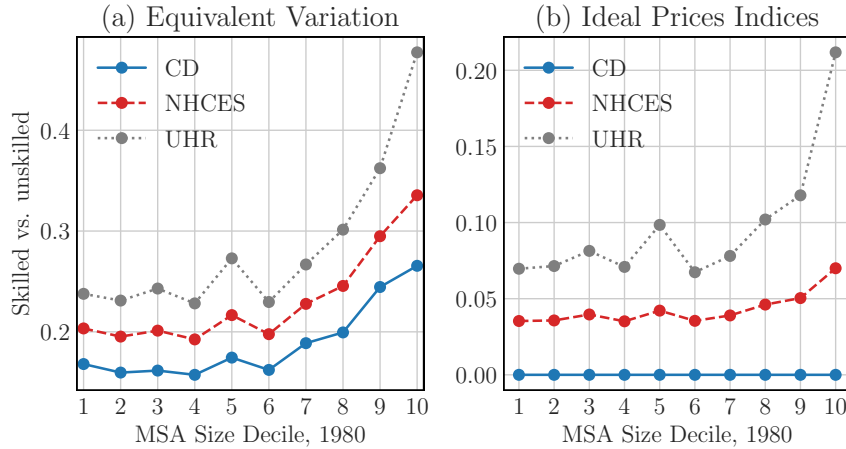 (a) Equivalent Variation
CD
NHCES
UHR
0.4
0.3
0.2
Skilled vs. unskilled
1 2 3 4 5 6 7 8 9 10
MSA Size Decile, 1980
(b) Ideal Prices Indices
CD
NHCES
UHR
0.20
0.15
0.10
0.05
0.00
1 2 3 4 5 6 7 8 9 10
MSA Size Decile, 1980